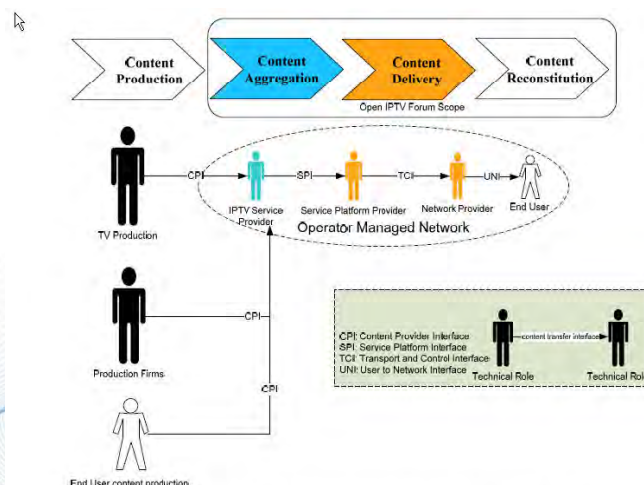 Content Production
Content Aggregation
Content Delivery
Content Reconstitution
Open IPTV Forum Scope
CPI
SPI
TCI
UNI
TV Production
IPTV Service Provider
Service Platform Provider
Network Provider
End User
Operator Managed Network
Production Firms
CPI
CPI: Content Provider Interface
SPI: Service Platform Interface
TCI: Transport and Control Interface
UNI: User to Network Interface
content transfer interface
Technical Role
Technical Role
CPI
End User content production